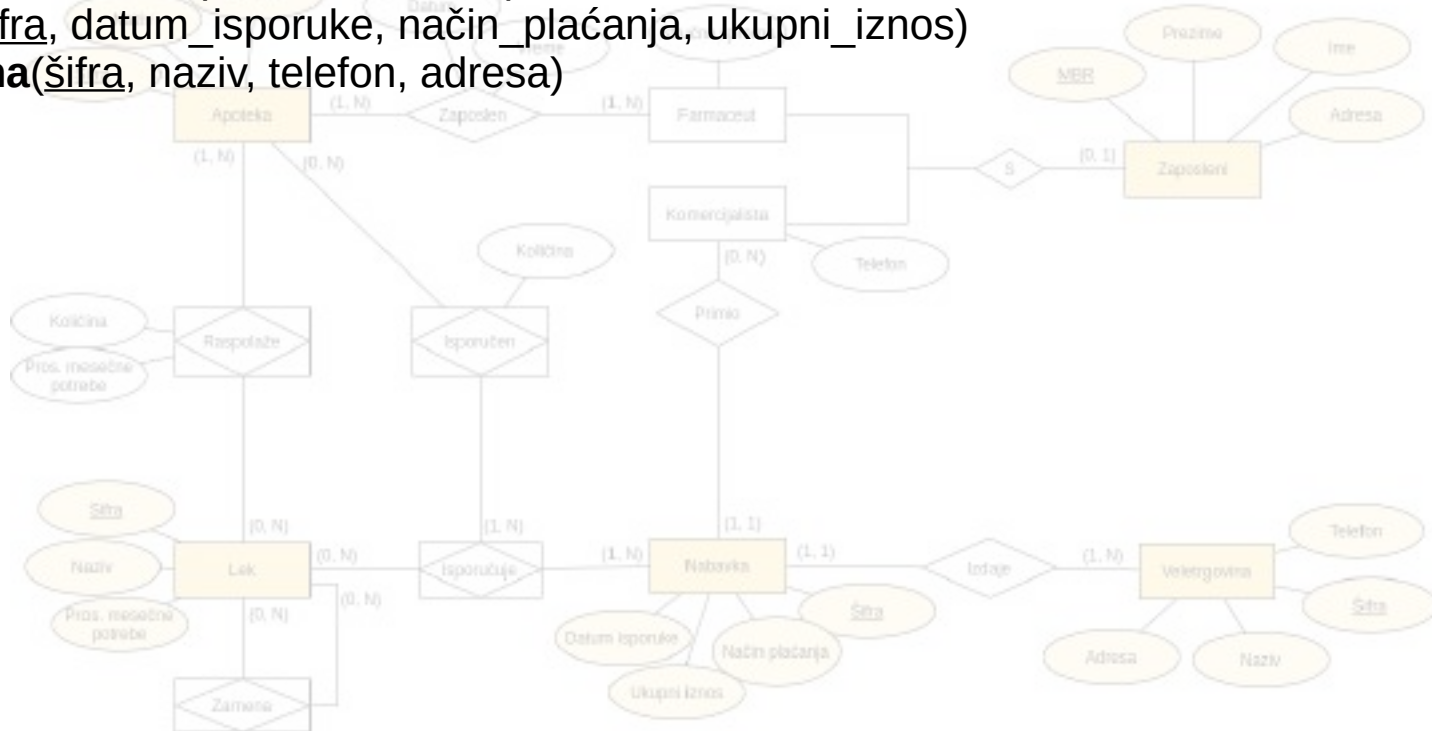 fra, datum_isporuke, način_plaćanja, ukupni_iznos)
na(šifra, naziv, telefon, adresa)
Datum
Vreme
Prezime
Ime
MBR
Adresa
Apoteka
(1, N)
Zaposlen
(1, N)
Farmaceut
(1, N)
(0, N)
S
(0, 1)
Zaposleni
Komercijalista
(0, N)
Telefon
Količina
Primio
Količina
Pros. mesečne
potrebe
Raspolaže
Isporučen
Šifra
Naziv
Pros. mesečne
potrebe
(0, N)
Lek
(0, N)
(0, N)
(0, N)
Zamena
(1, N)
Isporučuje
(1, N)
(1, 1)
Nabavka
(1, 1)
Šifra
Datum isporuke
Način plaćanja
Ukupni iznos
Izdaje
(1, N)
Veletrgovina
Telefon
Šifra
Adresa
Naziv